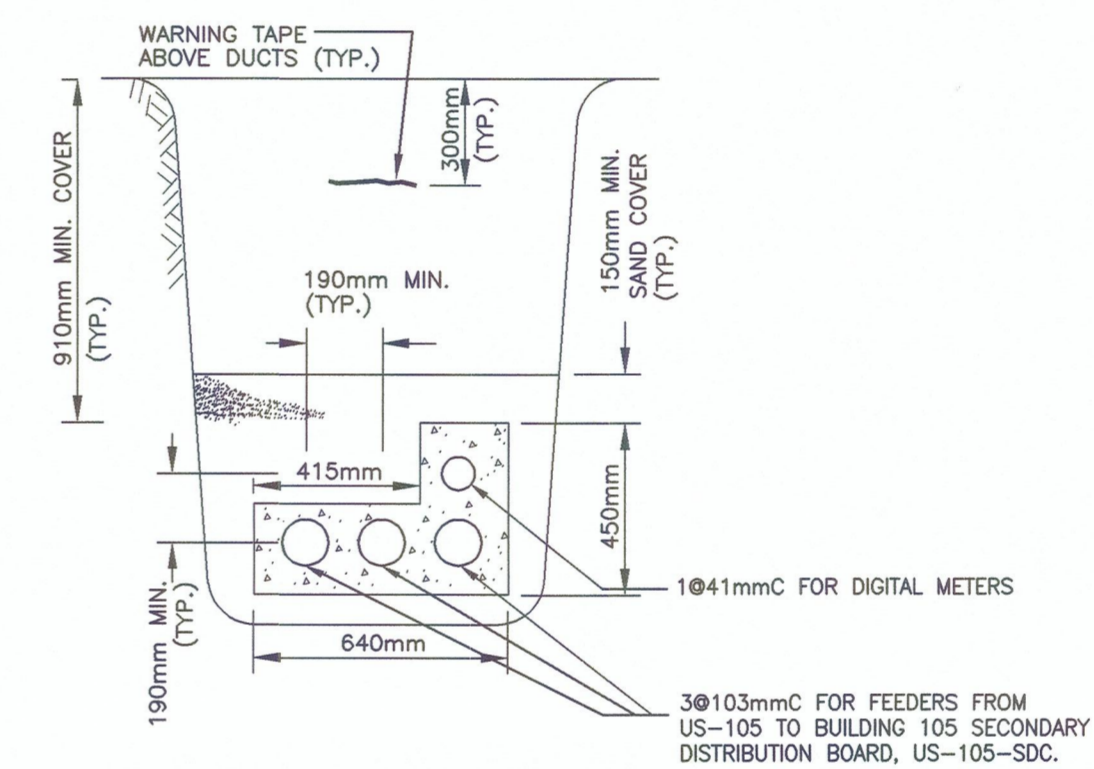 WARNING TAPE
ABOVE DUCTS (TYP.)
300mm
(TYP.)
910mm MIN. COVER
(TYP.)
150mm MIN.
SAND COVER
(TYP.)
190mm MIN.
(TYP.)
415mm
450mm
190mm MIN.
(TYP.)
640mm
1@41mmC FOR DIGITAL METERS
3@103mmC FOR FEEDERS FROM
US-105 TO BUILDING 105 SECONDARY
DISTRIBUTION BOARD, US-105-SDC.